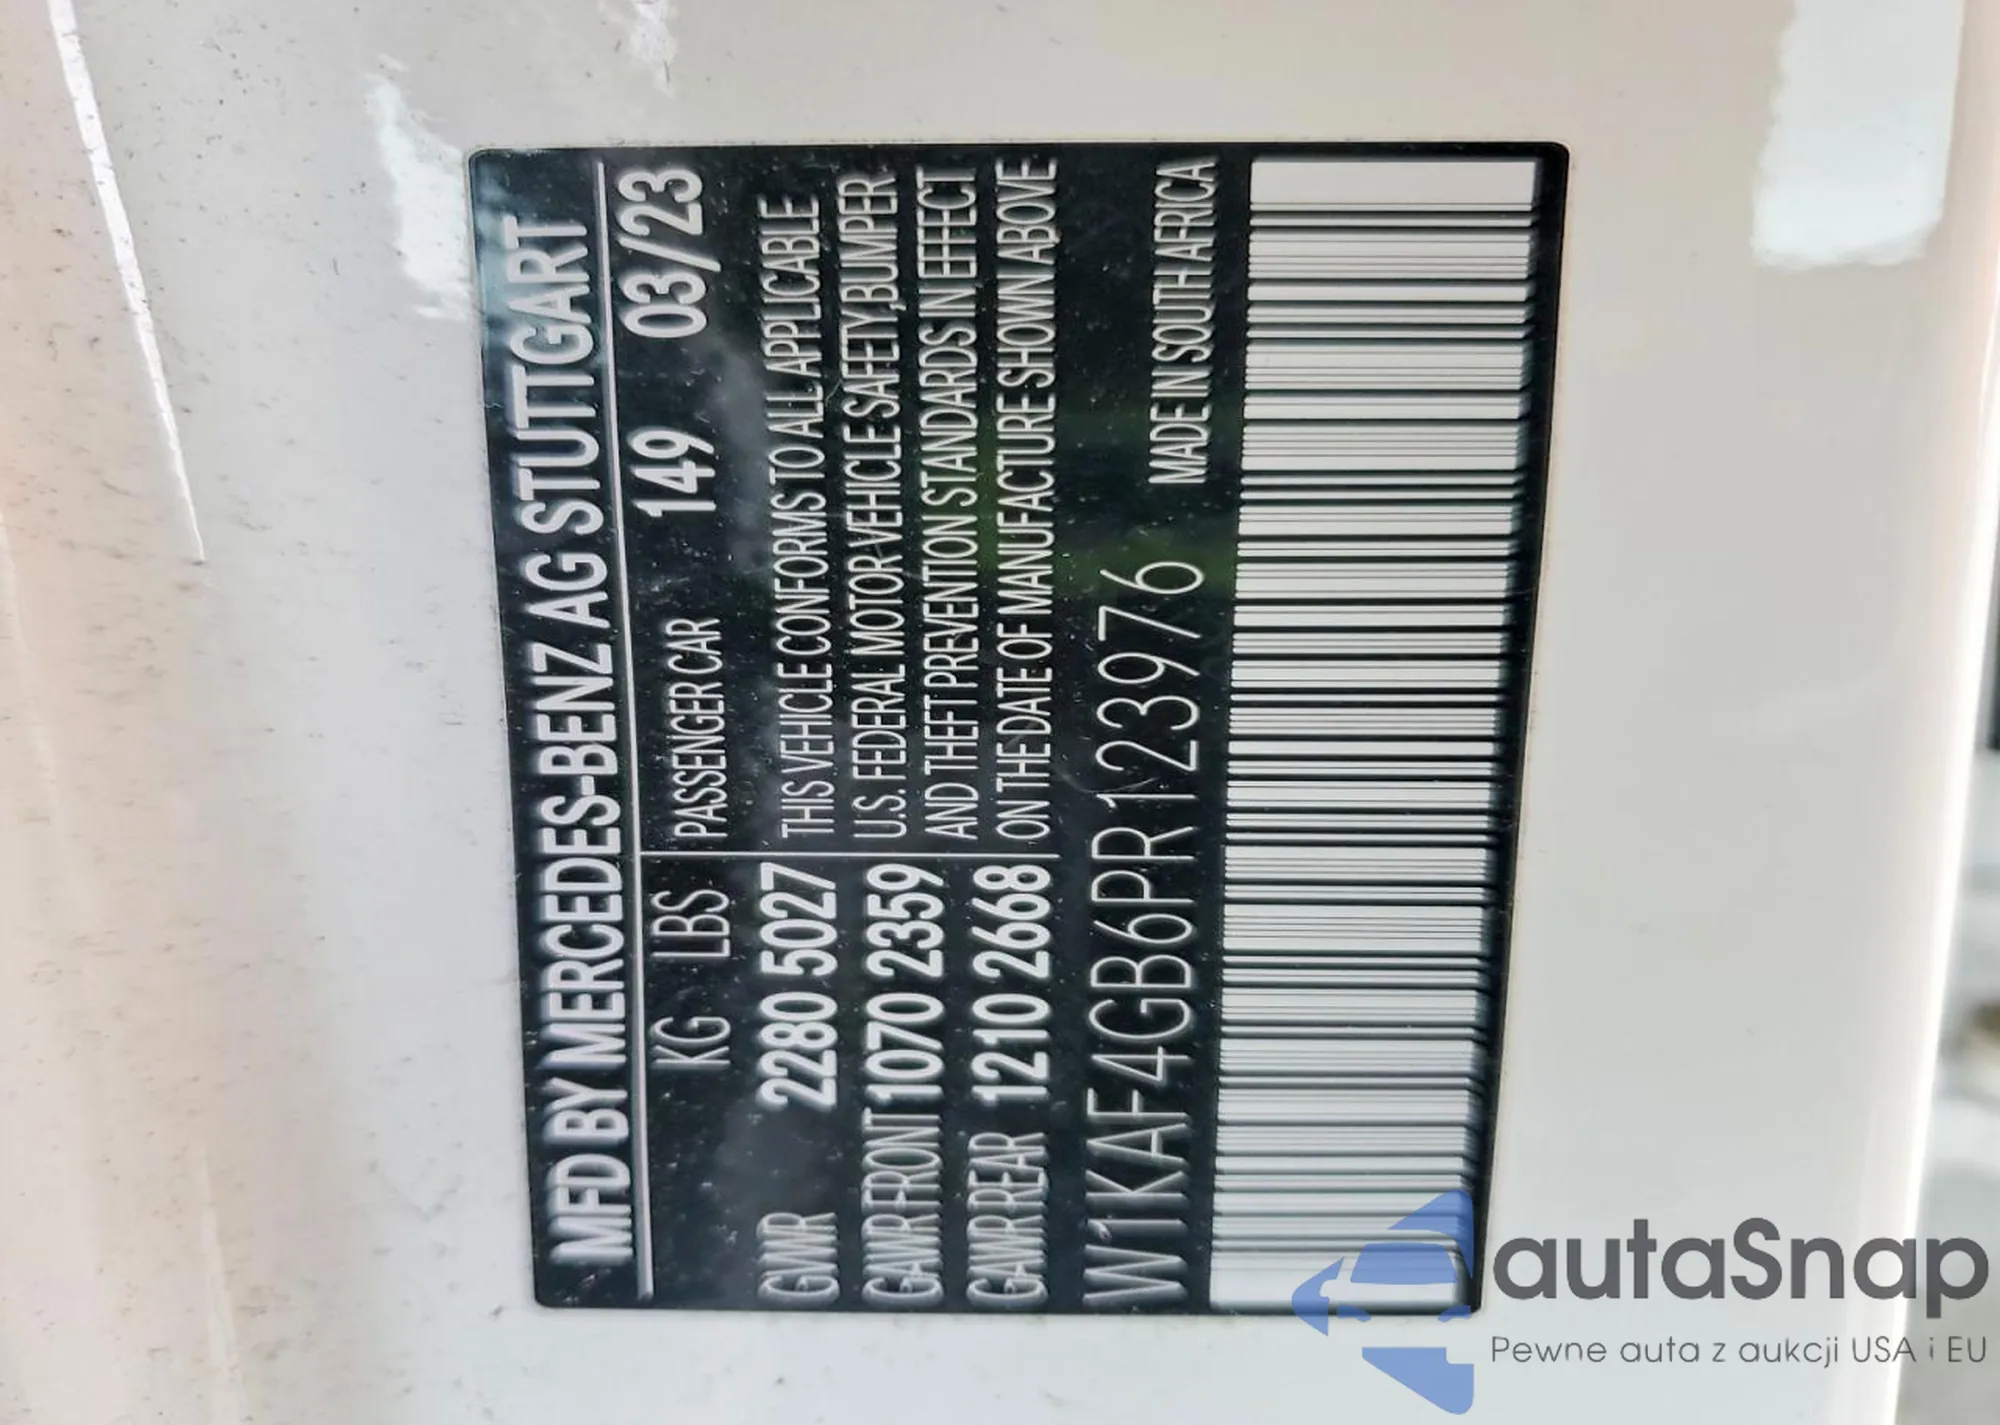 MFD BY MERCEDES-BENZ AG STUTTGART
KG LBS PASSENGER CAR 149 03/23
GVWR 2280 5027
GAWR FRONT 1070 2359
GAWR REAR 1210 2668
THIS VEHICLE CONFORMS TO ALL APPLICABLE
U.S. FEDERAL MOTOR VEHICLE SAFETY,BUMPER,
AND THEFT PREVENTION STANDARDS IN EFFECT
ON THE DATE OF MANUFACTURE SHOWN ABOVE
W1KAF4GB6PR123976
MADE IN SOUTH AFRICA
autaSnap
Pewne auta z aukcji USA i EU